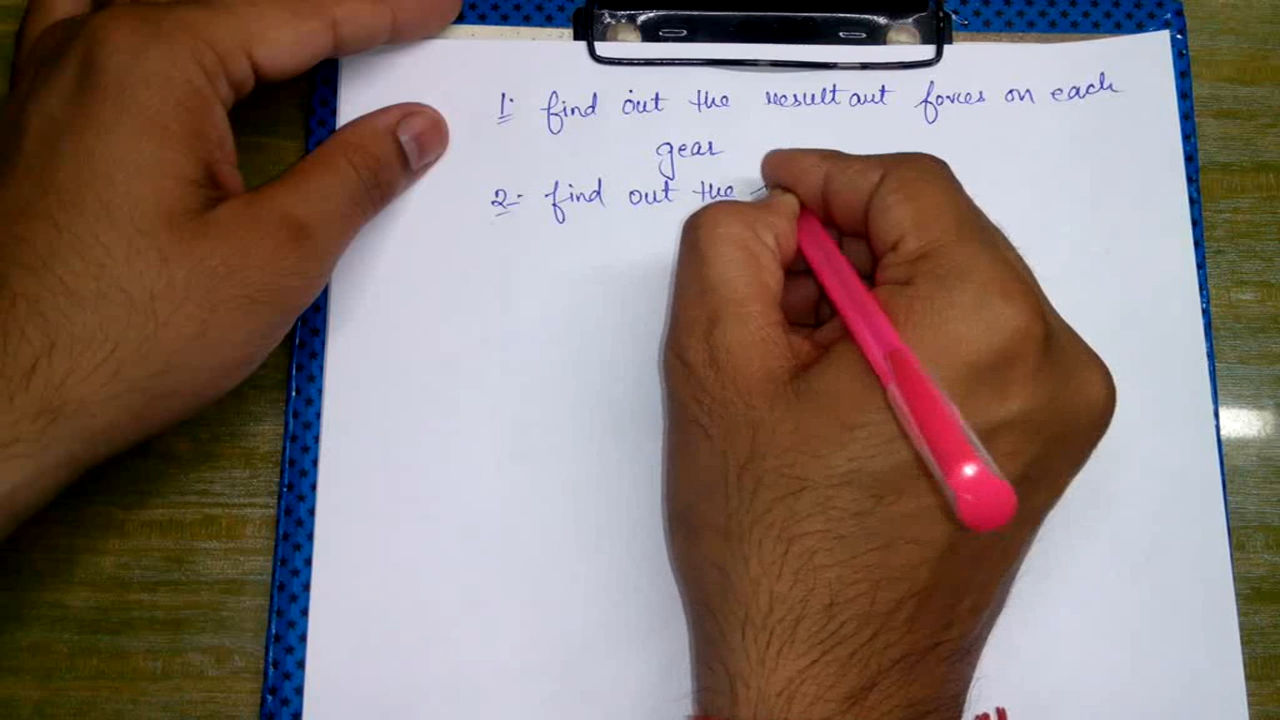 1. find out the resultant forces on each
gear
2. find out the